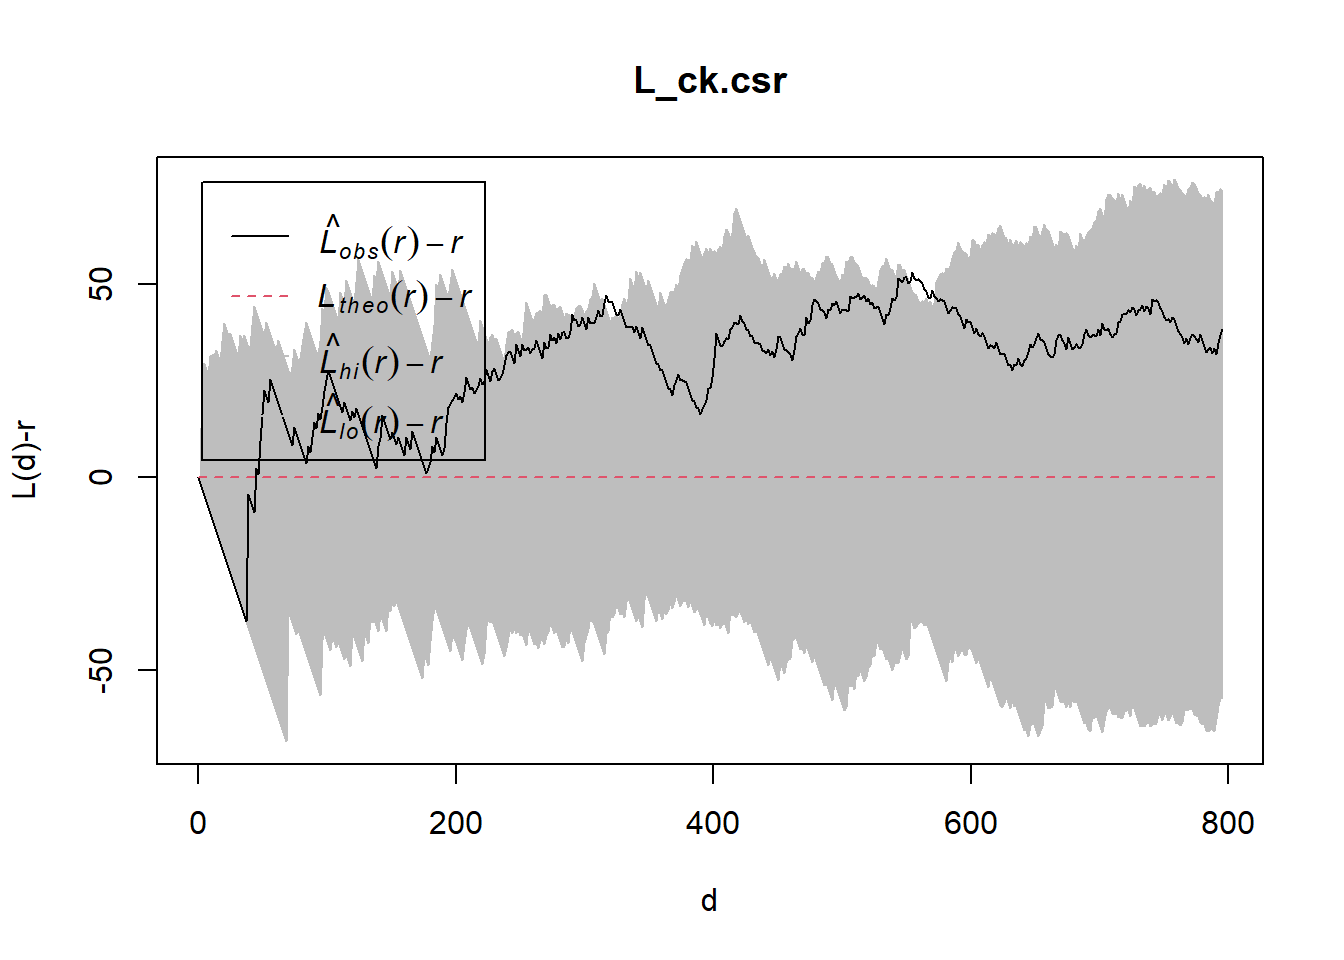 L_ck.csr
L̂obs(r) – r
Ltheo(r) – r
L̂hi(r) – r
L̂lo(r) – r
L(d)-r
50
0
-50
0 200 400 600 800
d